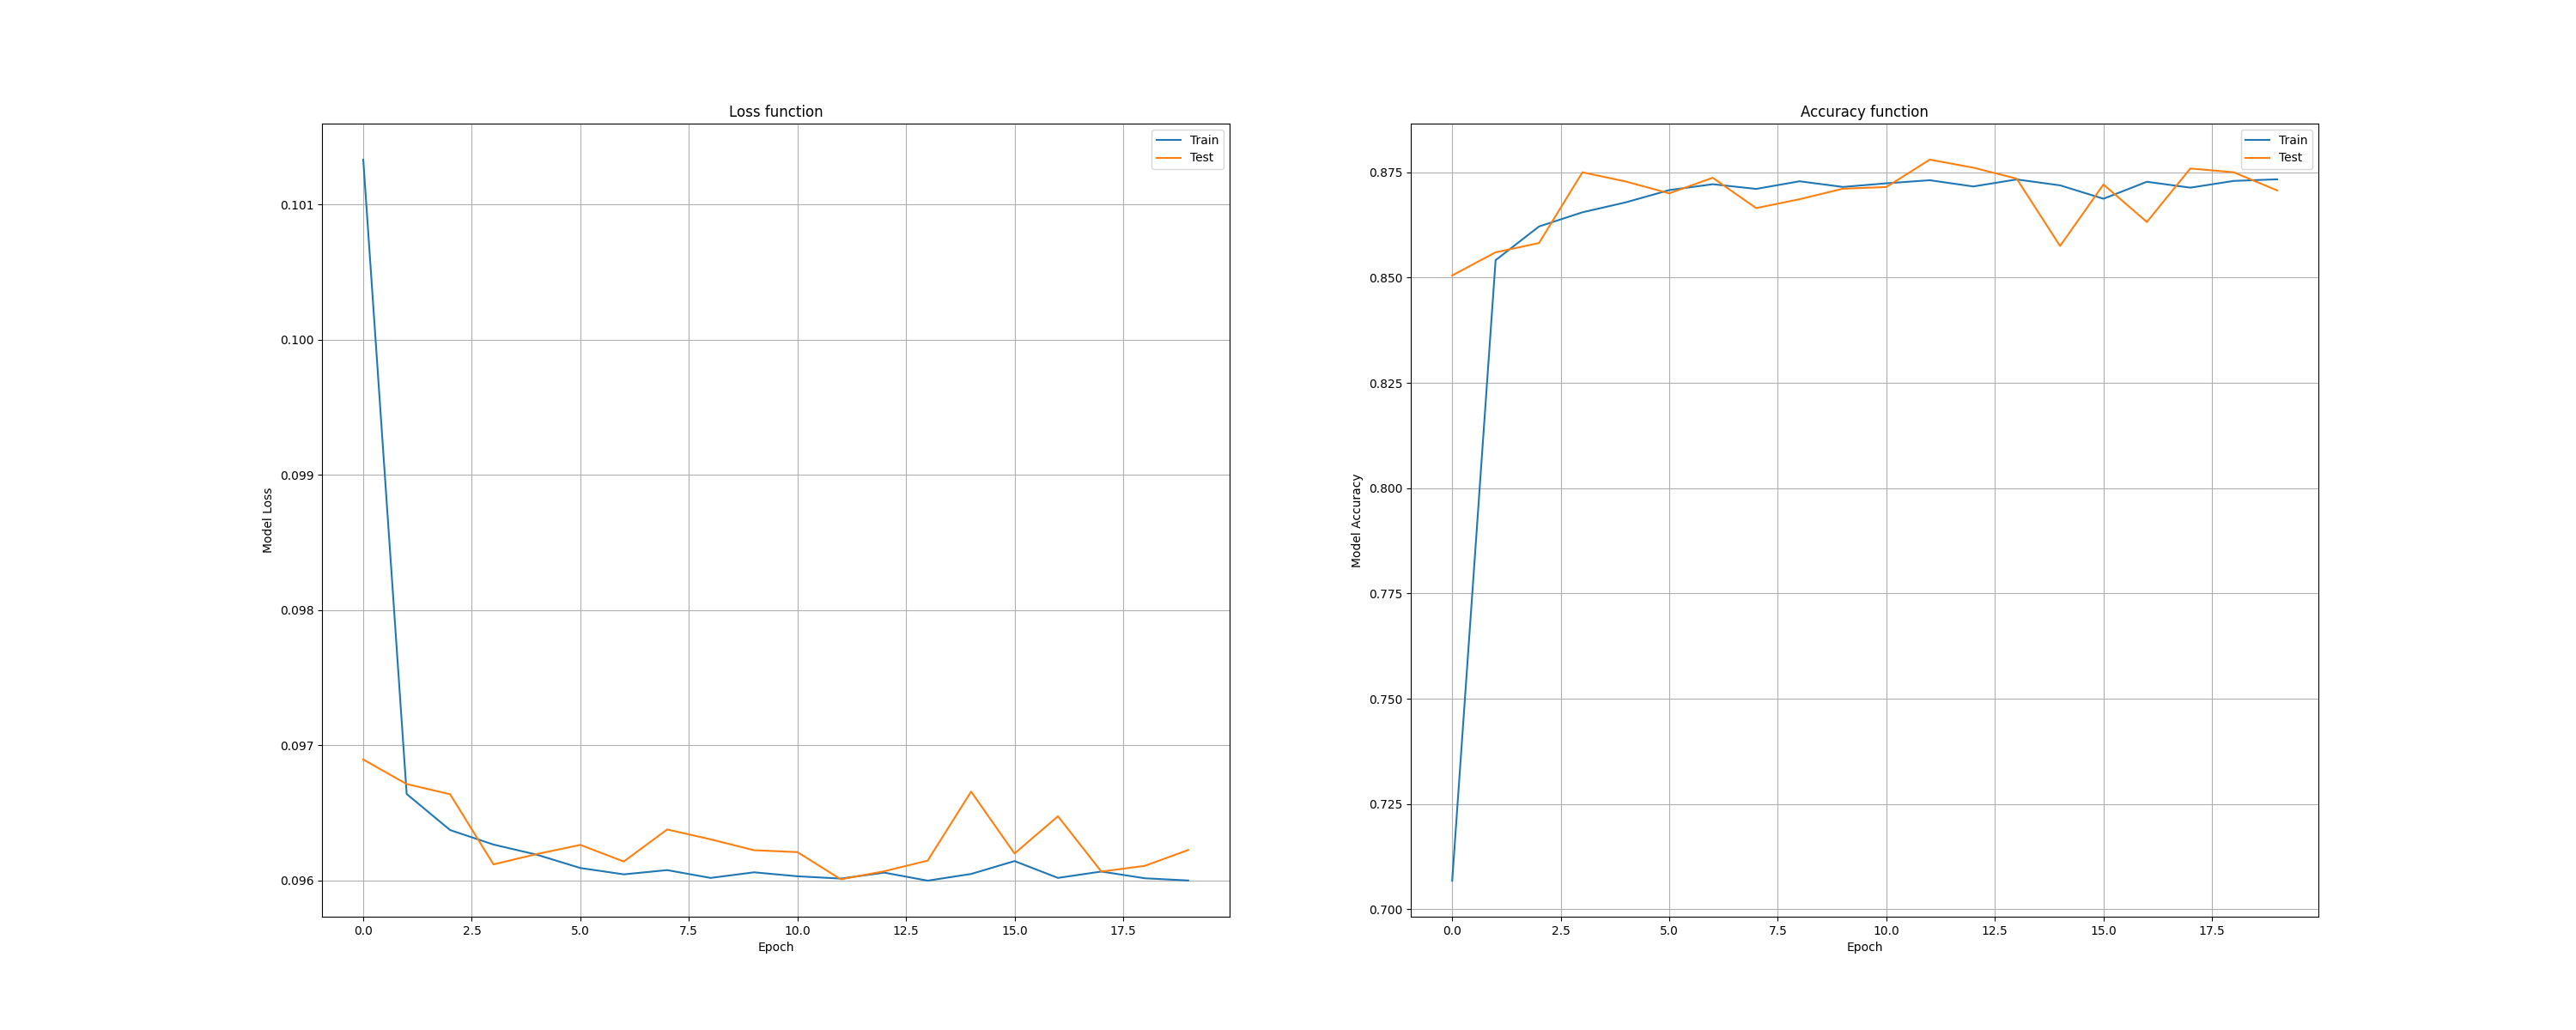 Loss function
Train
Test
0.101
0.100
0.099
0.098
0.097
0.096
Model Loss
0.0 2.5 5.0 7.5 10.0 12.5 15.0 17.5
Epoch
Accuracy function
Train
Test
0.875
0.850
0.825
0.800
0.775
0.750
0.725
0.700
Model Accuracy
0.0 2.5 5.0 7.5 10.0 12.5 15.0 17.5
Epoch